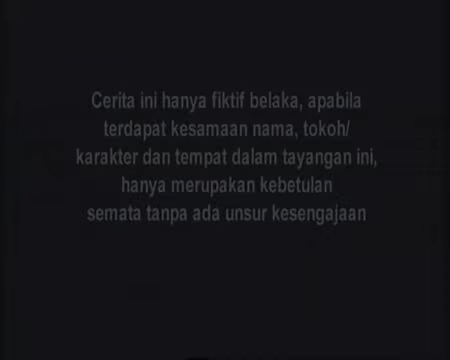 Cerita ini hanya fiktif belaka, apabila
terdapat kesamaan nama, tokoh/
karakter dan tempat dalam tayangan ini,
hanya merupakan kebetulan
semata tanpa ada unsur kesengajaan